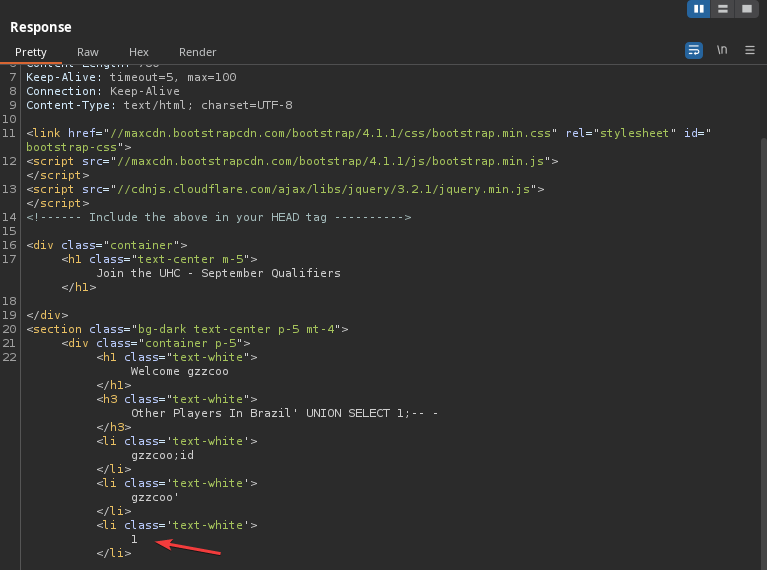 Response
Pretty Raw Hex Render
\n
7 Keep-Alive: timeout=5, max=100
8 Connection: Keep-Alive
9 Content-Type: text/html; charset=UTF-8
10
11 <link href="//maxcdn.bootstrapcdn.com/bootstrap/4.1.1/css/bootstrap.min.css" rel="stylesheet" id="
bootstrap-css">
12 <script src="//maxcdn.bootstrapcdn.com/bootstrap/4.1.1/js/bootstrap.min.js">
</script>
13 <script src="//cdnjs.cloudflare.com/ajax/libs/jquery/3.2.1/jquery.min.js">
</script>
14 <!------ Include the above in your HEAD tag ---------->
15
16 <div class="container">
17 <h1 class="text-center m-5">
Join the UHC - September Qualifiers
</h1>
18
19 </div>
20 <section class="bg-dark text-center p-5 mt-4">
21 <div class="container p-5">
22 <h1 class="text-white">
Welcome gzzcoo
</h1>
<h3 class="text-white">
Other Players In Brazil' UNION SELECT 1;-- -
</h3>
<li class='text-white'>
gzzcoo;id
</li>
<li class='text-white'>
gzzcoo'
</li>
<li class='text-white'>
1
</li>